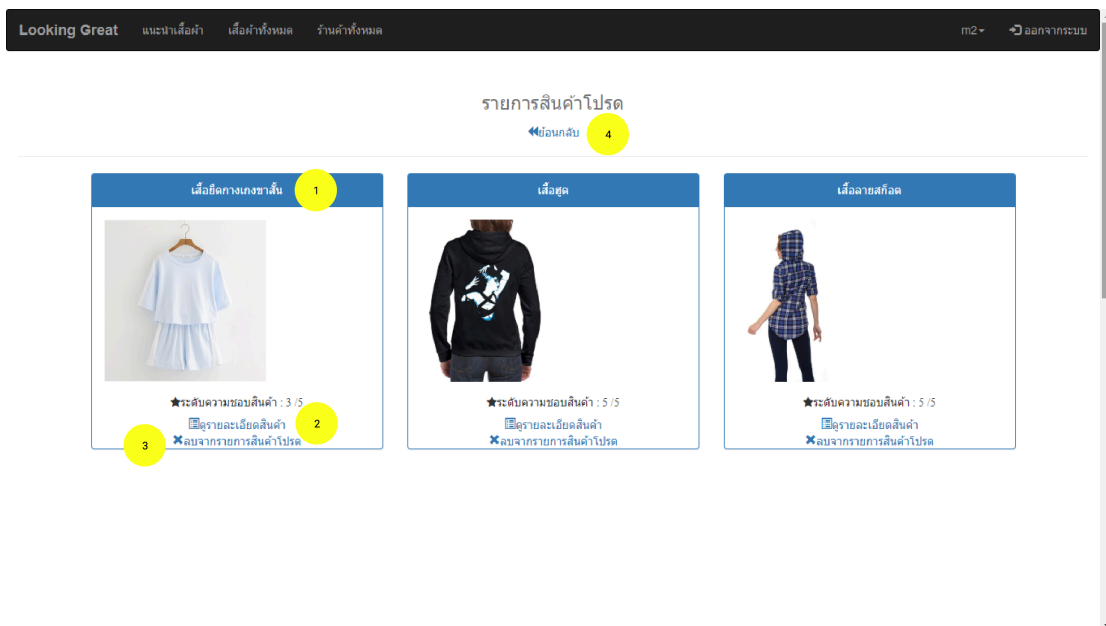 Looking Great แนะนำเสื้อผ้า เสื้อผ้าทั้งหมด ร้านค้าทั้งหมด m2 ออกจากระบบ
รายการสินค้าโปรด
ย้อนกลับ 4
เสื้อยืดกางเกงขาสั้น 1 เสื้อฮูด เสื้อลายสก็อต
ระดับความชอบสินค้า : 3 /5 ระดับความชอบสินค้า : 5 /5 ระดับความชอบสินค้า : 5 /5
ดูรายละเอียดสินค้า 2 ดูรายละเอียดสินค้า ดูรายละเอียดสินค้า
3 ลบจากรายการสินค้าโปรด ลบจากรายการสินค้าโปรด ลบจากรายการสินค้าโปรด